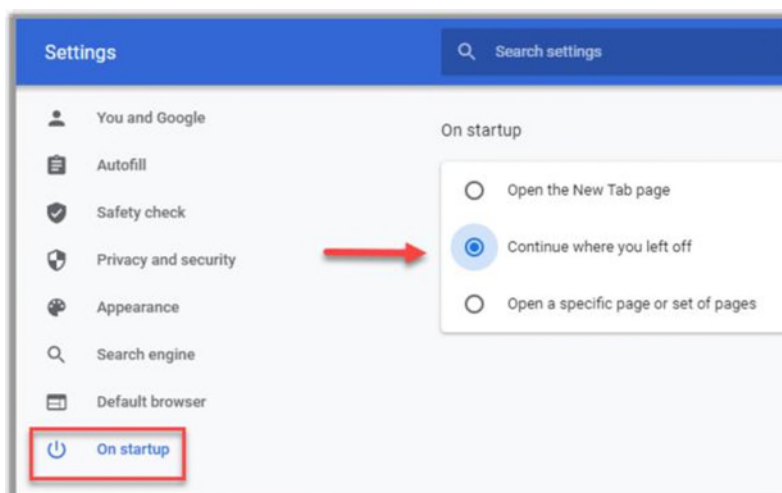 Settings
Search settings
You and Google
Autofill
Safety check
Privacy and security
Appearance
Search engine
Default browser
On startup
On startup
Open the New Tab page
Continue where you left off
Open a specific page or set of pages